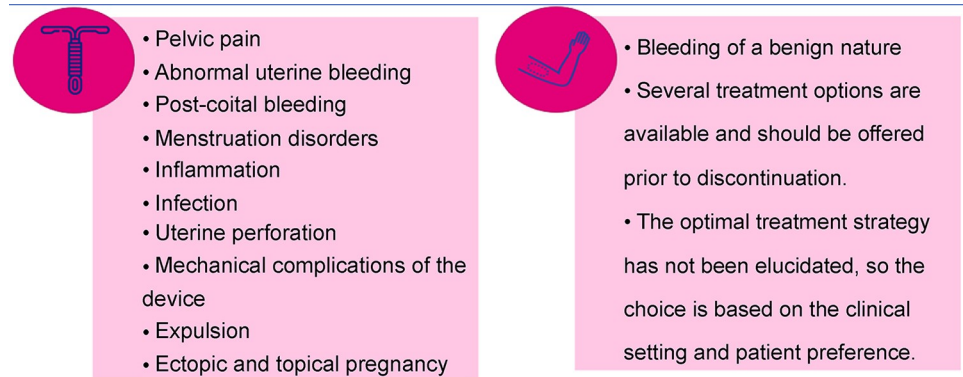 • Pelvic pain
• Abnormal uterine bleeding
• Post-coital bleeding
• Menstruation disorders
• Inflammation
• Infection
• Uterine perforation
• Mechanical complications of the
device
• Expulsion
• Ectopic and topical pregnancy
• Bleeding of a benign nature
• Several treatment options are
available and should be offered
prior to discontinuation.
• The optimal treatment strategy
has not been elucidated, so the
choice is based on the clinical
setting and patient preference.